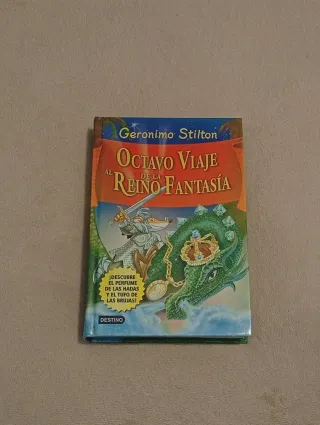 Geronimo Stilton
OCTAVO VIAJE
AL
DE LA
REINO FANTASÍA
¡DESCUBRE
EL PERFUME
DE LAS HADAS
Y EL TUFO DE
LAS BRUJAS!
DESTINO